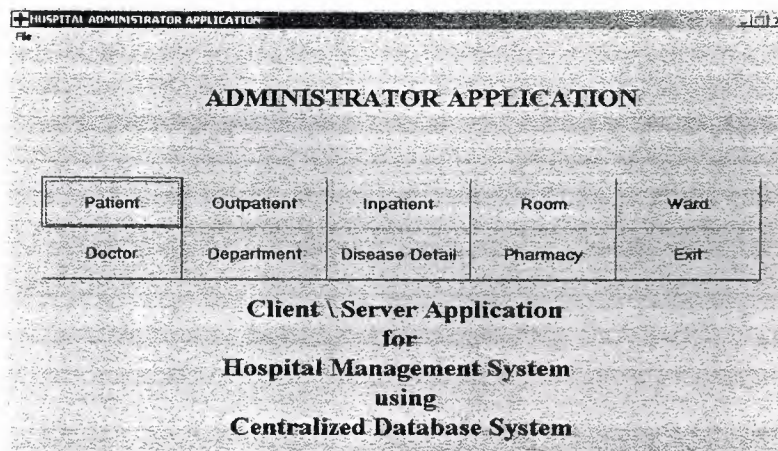 HOSPITAL ADMINISTRATOR APPLICATION
File
ADMINISTRATOR APPLICATION
Patient Outpatient Inpatient Room Ward
Doctor Department Disease Detail Pharmacy Exit
Client \ Server Application
for
Hospital Management System
using
Centralized Database System